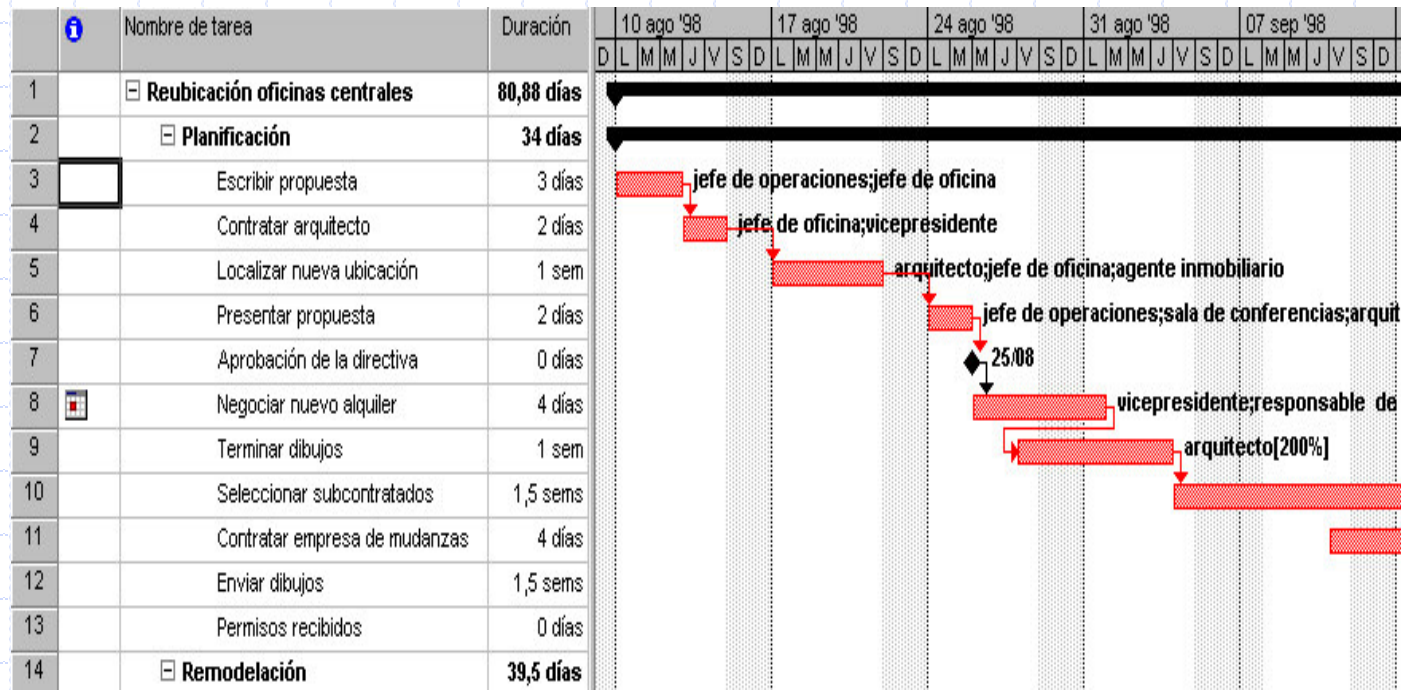 Nombre de tarea Duración 10 ago '98 17 ago '98 24 ago '98 31 ago '98 07 sep '98
D L M M J V S D L M M J V S D L M M J V S D L M M J V S D L M M J V S D
1 Reubicación oficinas centrales 80,88 días
2 Planificación 34 días
3 Escribir propuesta 3 días jefe de operaciones;jefe de oficina
4 Contratar arquitecto 2 días jefe de oficina;vicepresidente
5 Localizar nueva ubicación 1 sem arquitecto;jefe de oficina;agente inmobiliario
6 Presentar propuesta 2 días jefe de operaciones;sala de conferencias;arquit
7 Aprobación de la directiva 0 días 25/08
8 Negociar nuevo alquiler 4 días vicepresidente;responsable de
9 Terminar dibujos 1 sem arquitecto[200%]
10 Seleccionar subcontratados 1,5 sems
11 Contratar empresa de mudanzas 4 días
12 Enviar dibujos 1,5 sems
13 Permisos recibidos 0 días
14 Remodelación 39,5 días